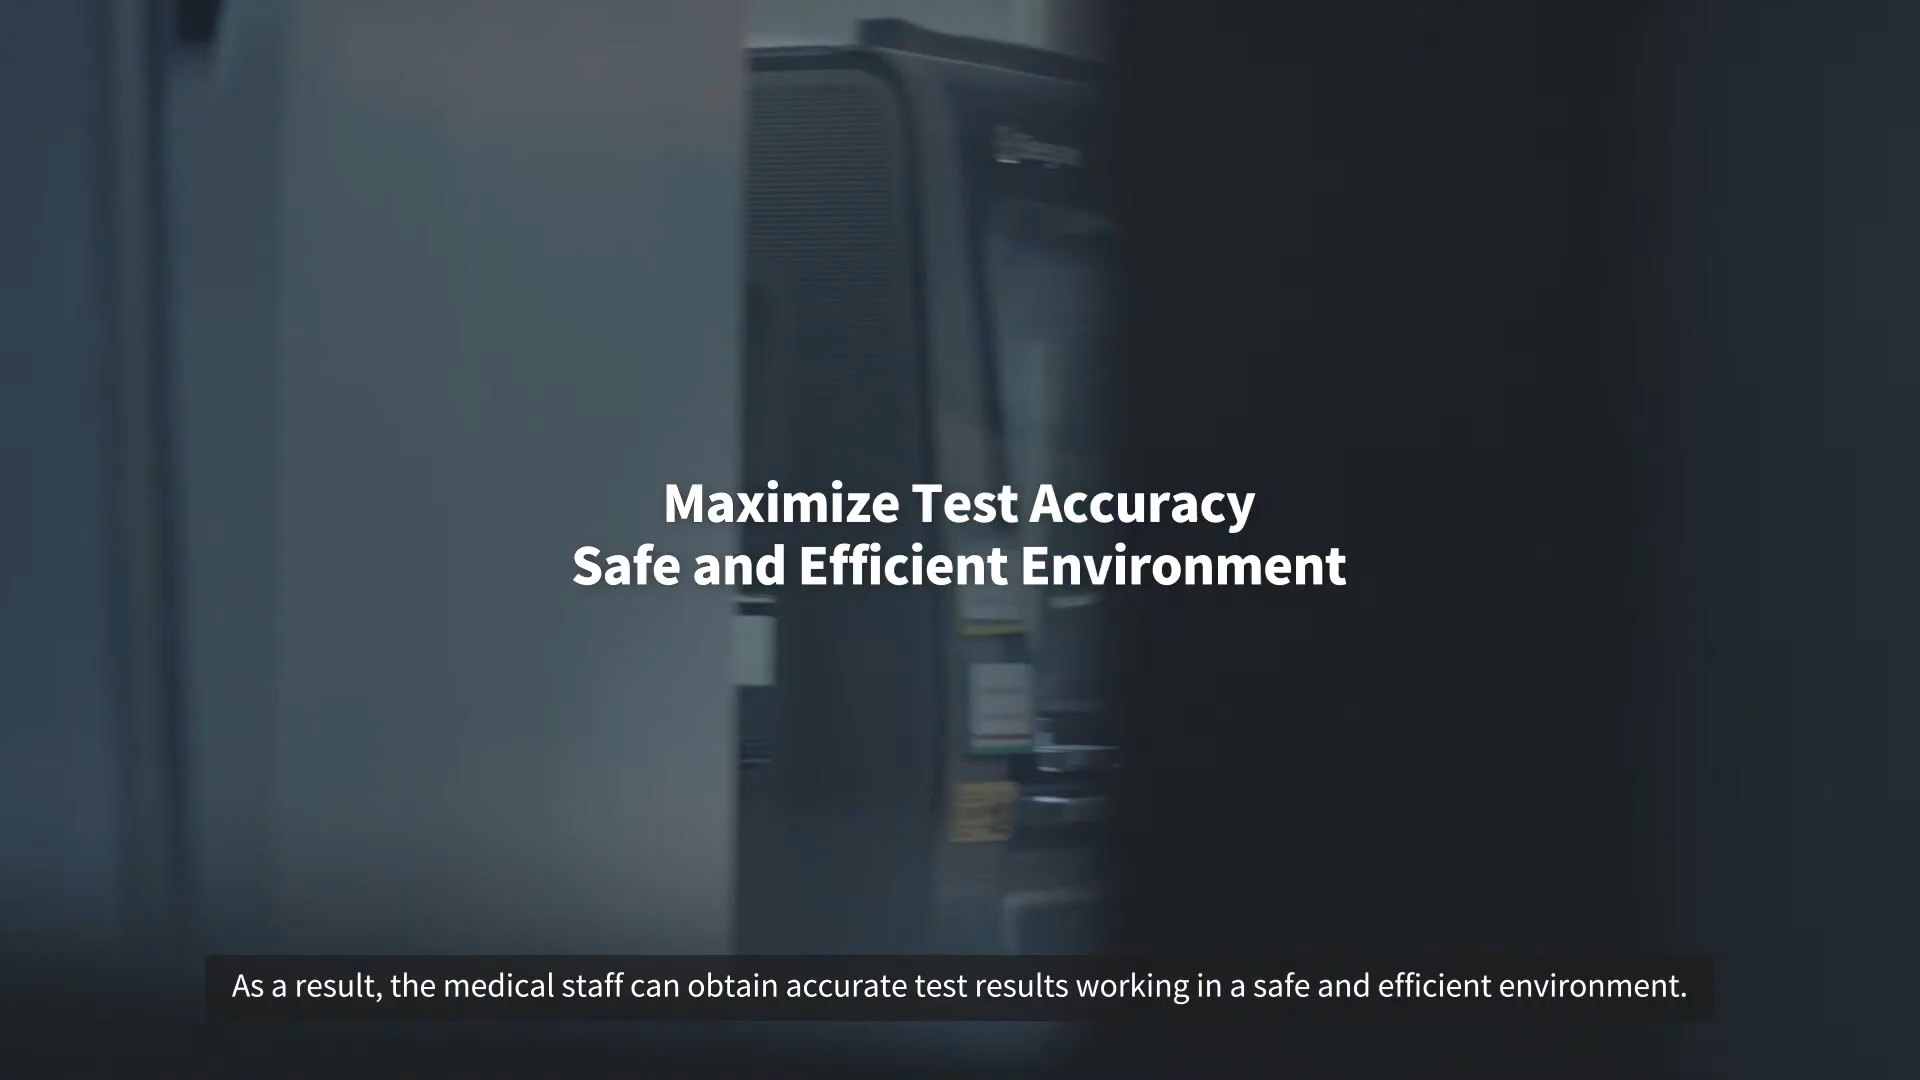 Maximize Test Accuracy
Safe and Efficient Environment
As a result, the medical staff can obtain accurate test results working in a safe and efficient environment.